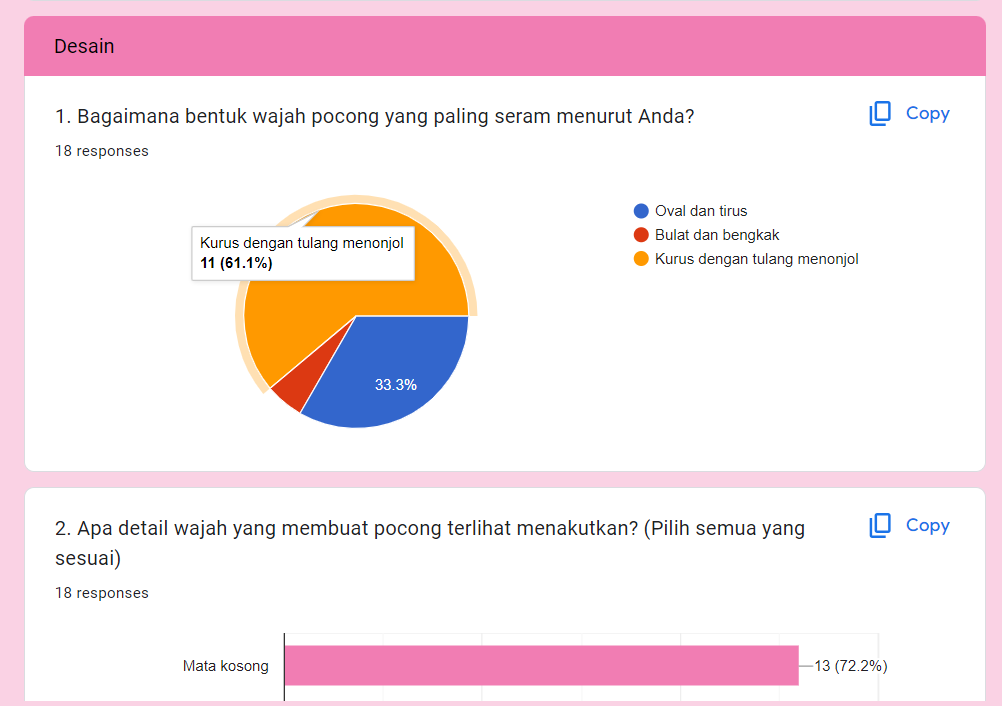 Desain
1. Bagaimana bentuk wajah pocong yang paling seram menurut Anda?
Copy
18 responses
Kurus dengan tulang menonjol
11 (61.1%)
33.3%
Oval dan tirus
Bulat dan bengkak
Kurus dengan tulang menonjol
2. Apa detail wajah yang membuat pocong terlihat menakutkan? (Pilih semua yang
sesuai)
Copy
18 responses
Mata kosong
13 (72.2%)